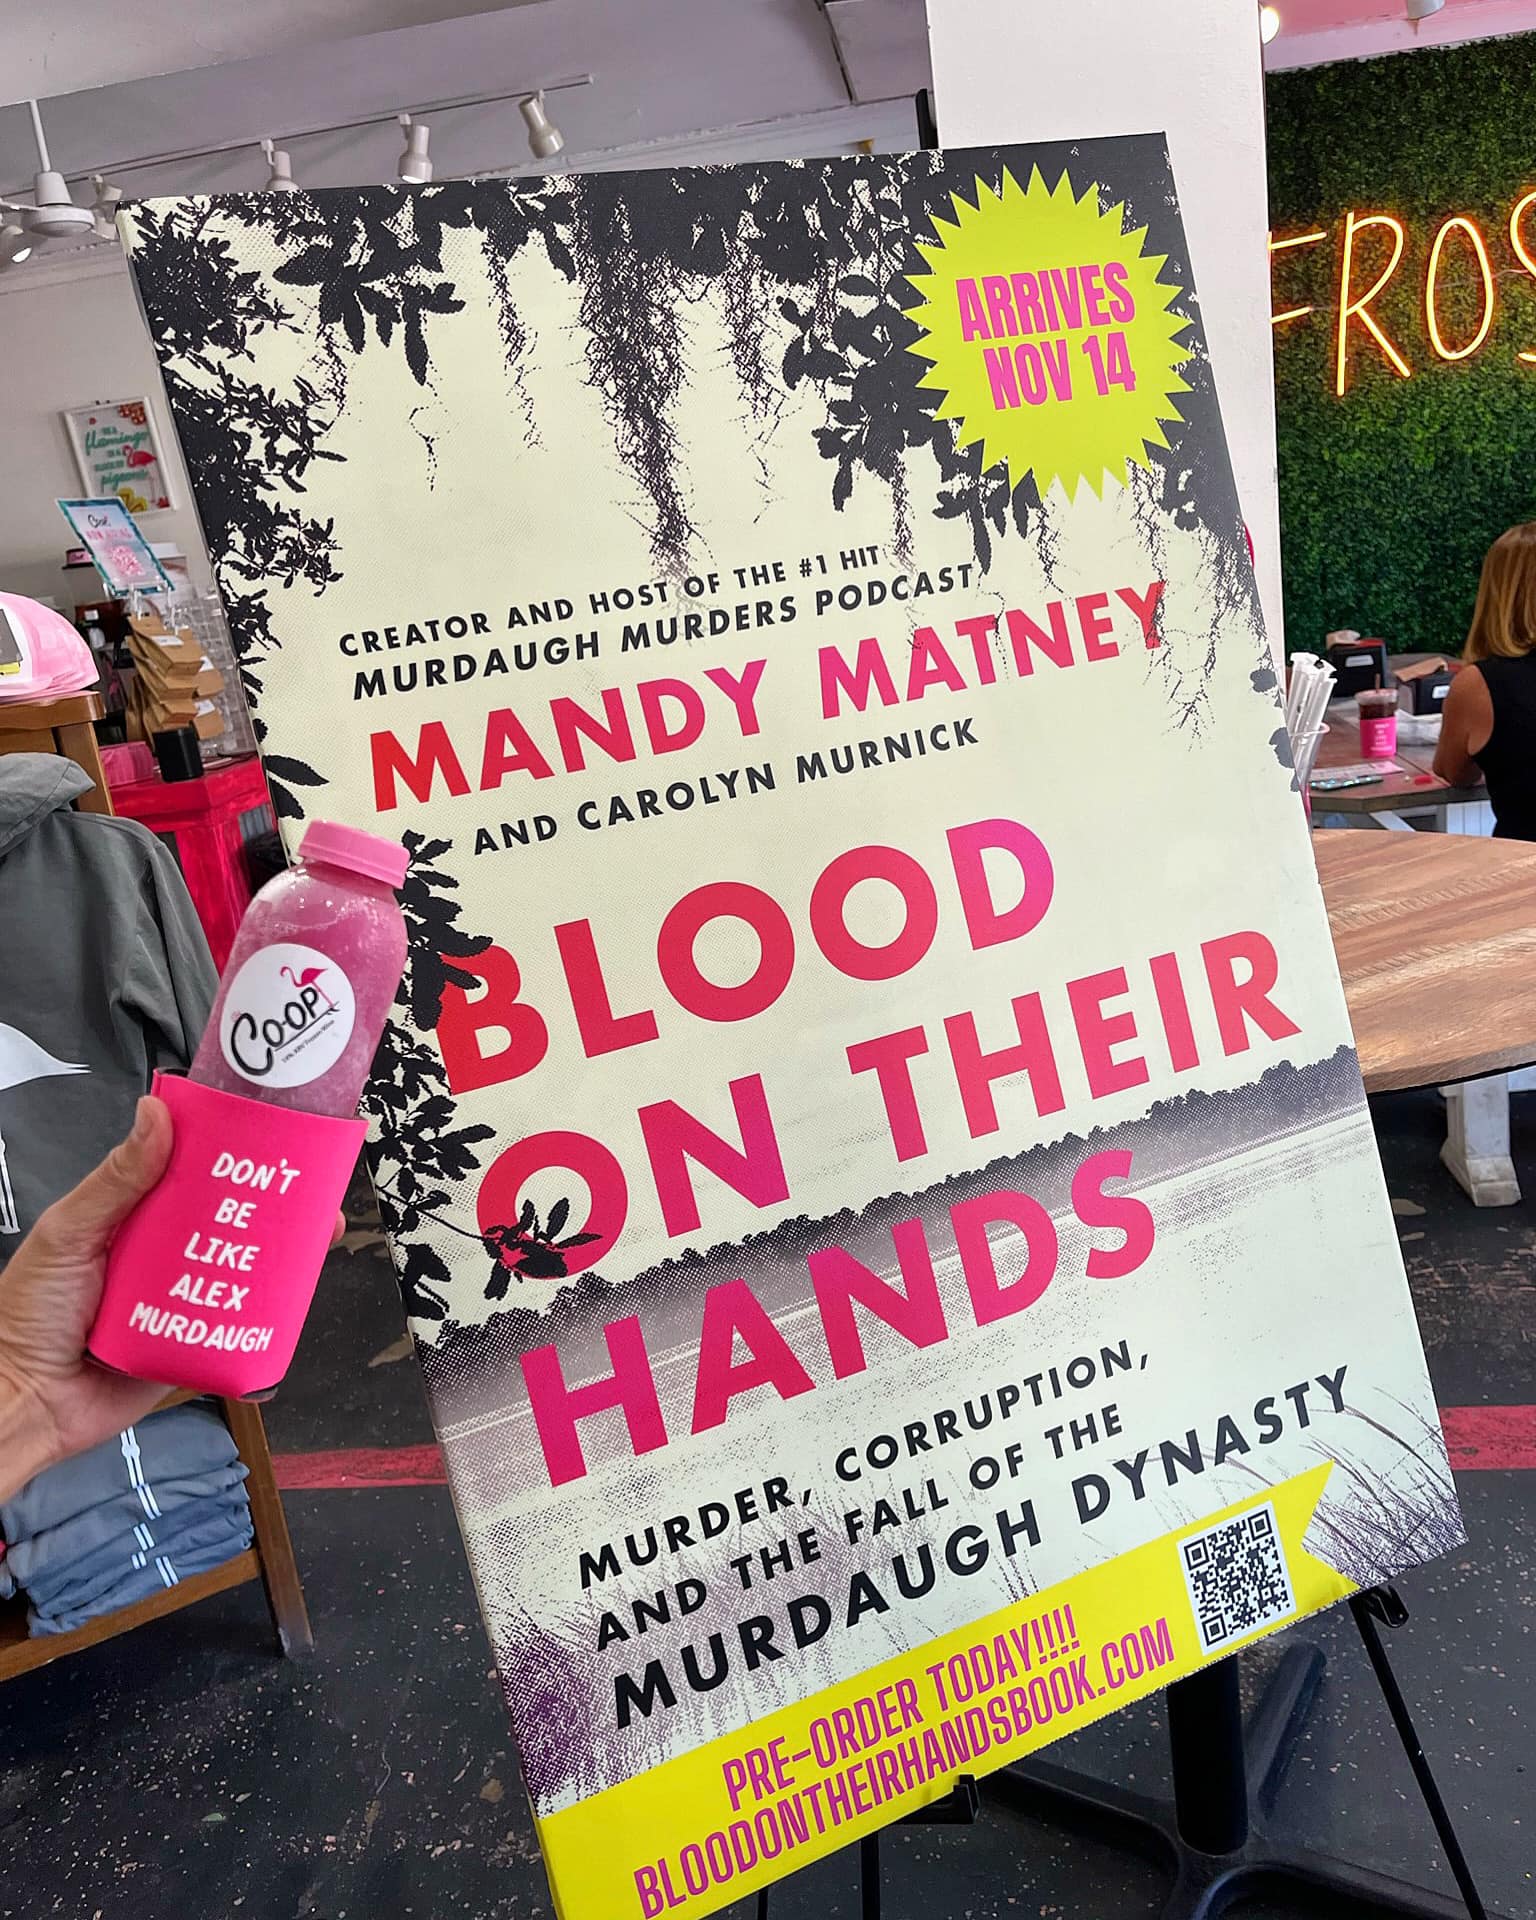 ARRIVES
NOV 14
FROS
flamingo
CREATOR AND HOST OF THE #1 HIT
MURDAUGH MURDERS PODCAST
MANDY MATNEY
AND CAROLYN MURNICK
BLOOD
ON THEIR
HANDS
MURDER, CORRUPTION,
AND THE FALL OF THE
MURDAUGH DYNASTY
PRE-ORDER TODAY!!!!
BLOODONTHEIRHANDSBOOK.COM
CO-OP
DON'T
BE
LIKE
ALEX
MURDAUGH